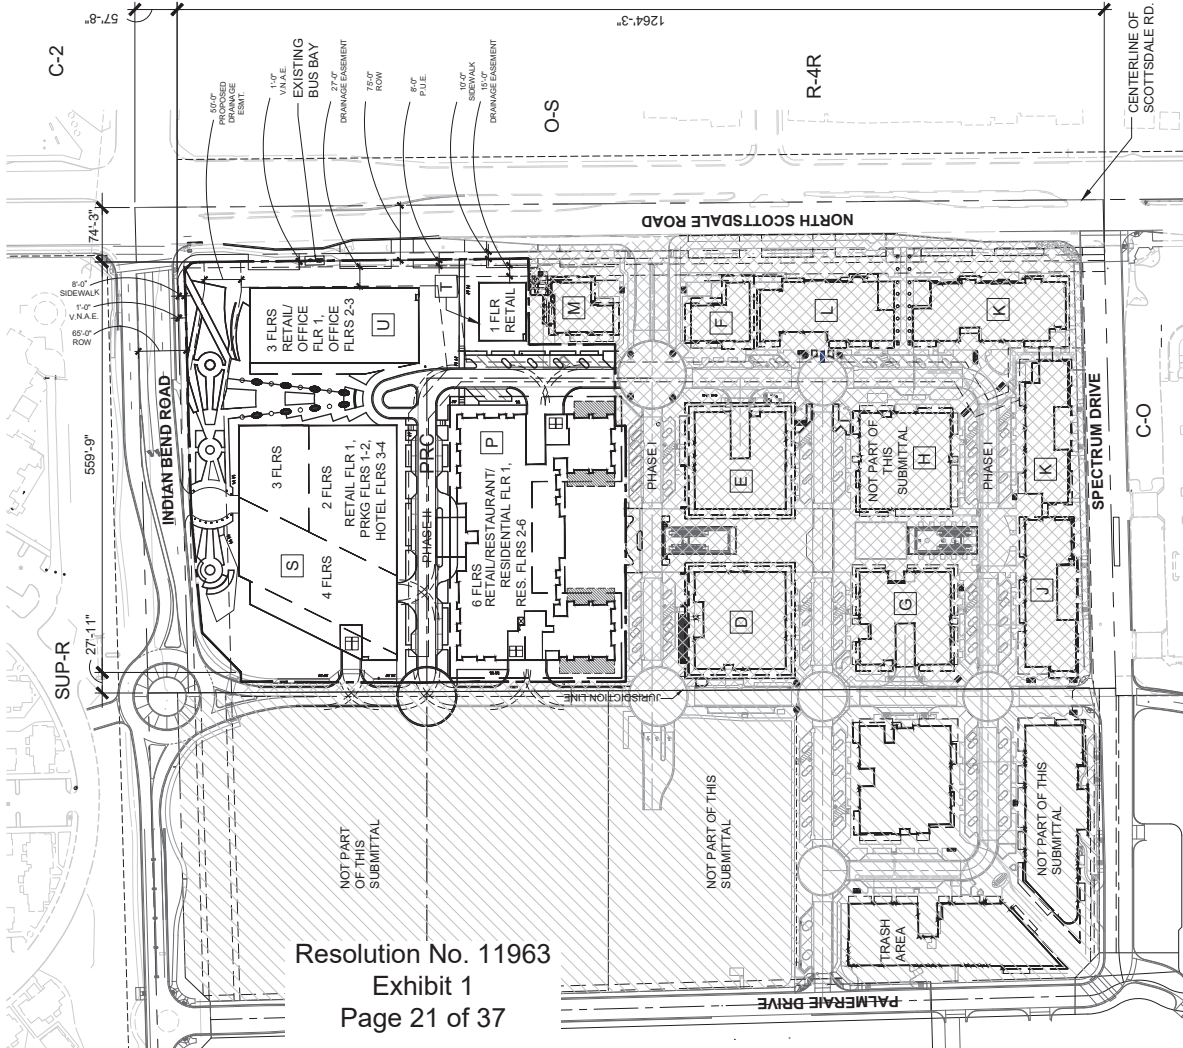 57'-8"
1264'-3"
C-2
50'-0"
PROPOSED
DRAINAGE
ESMT.
1'-0"
V.N.A.E.
EXISTING
BUS BAY
27'-0"
DRAINAGE EASEMENT
75'-0"
ROW
8'-0"
P.U.E.
10'-0"
SIDEWALK
15'-0"
DRAINAGE EASEMENT
O-S
R-4R
CENTERLINE OF
SCOTTSDALE RD.
74'-3"
NORTH SCOTTSDALE ROAD
8'-0"
SIDEWALK
1'-0"
V.N.A.E.
65'-0"
ROW
559'-9"
27'-11"
SUP-R
INDIAN BEND ROAD
3 FLRS
RETAIL/
OFFICE
FLR 1,
OFFICE
FLRS 2-3
U
T
1 FLR
RETAIL
M
F
L
K
3 FLRS
2 FLRS
4 FLRS
S
RETAIL FLR 1,
PRKG FLRS 1-2,
HOTEL FLRS 3-4
PRC
PHASE II
P
6 FLRS
RETAIL/RESTAURANT/
RESIDENTIAL FLR 1,
RES. FLRS 2-6
PHASE I
E
D
NOT PART OF
THIS
SUBMITTAL
H
G
PHASE I
K
J
SPECTRUM DRIVE
C-O
JURISDICTION LINE
NOT PART
OF THIS
SUBMITTAL
NOT PART OF THIS
SUBMITTAL
NOT PART OF THIS
SUBMITTAL
TRASH
AREA
PALMERAIE DRIVE
Resolution No. 11963
Exhibit 1
Page 21 of 37